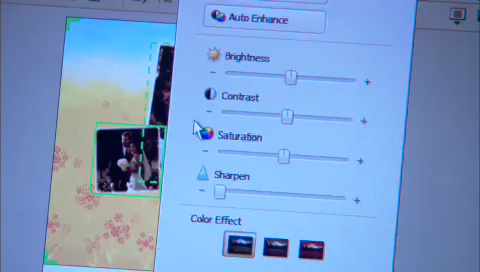 Auto Enhance
Brightness
- +
Contrast
- +
Saturation
- +
Sharpen
- +
Color Effect